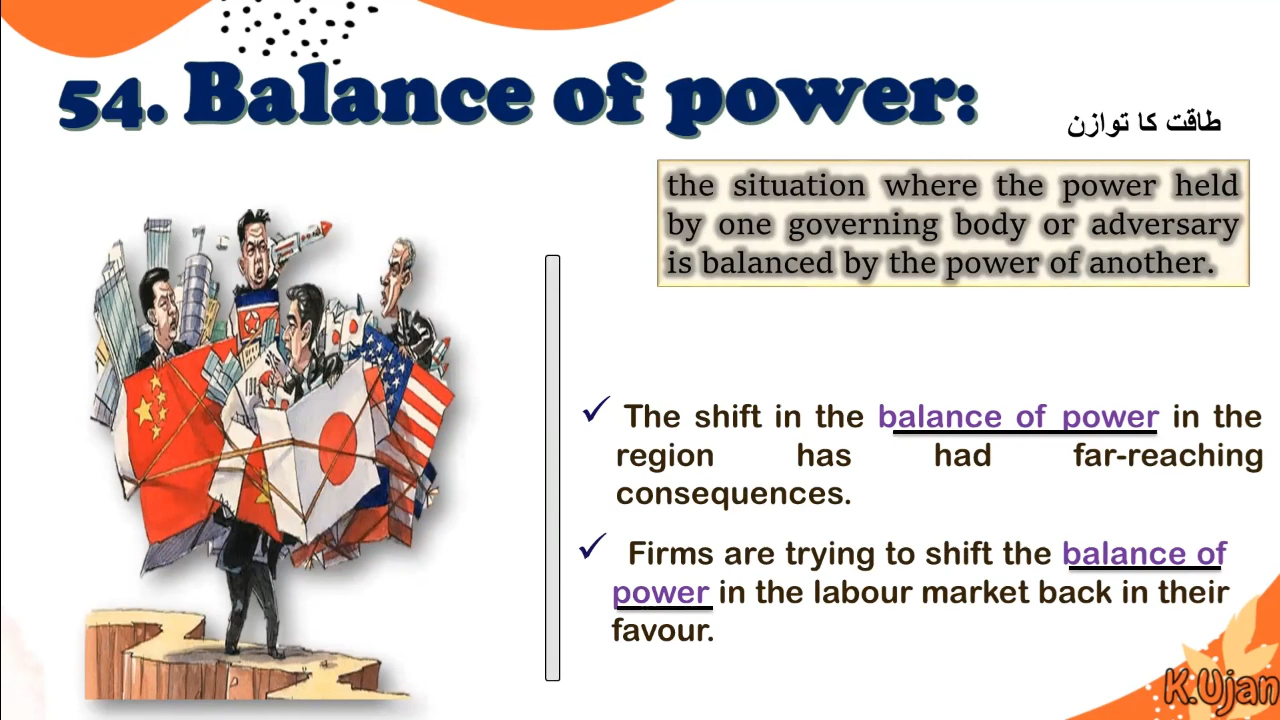 54. Balance of power:
طاقت کا توازن
the situation where the power held
by one governing body or adversary
is balanced by the power of another.
✓ The shift in the balance of power in the
region has had far-reaching
consequences.
✓ Firms are trying to shift the balance of
power in the labour market back in their
favour.
K.Ujan